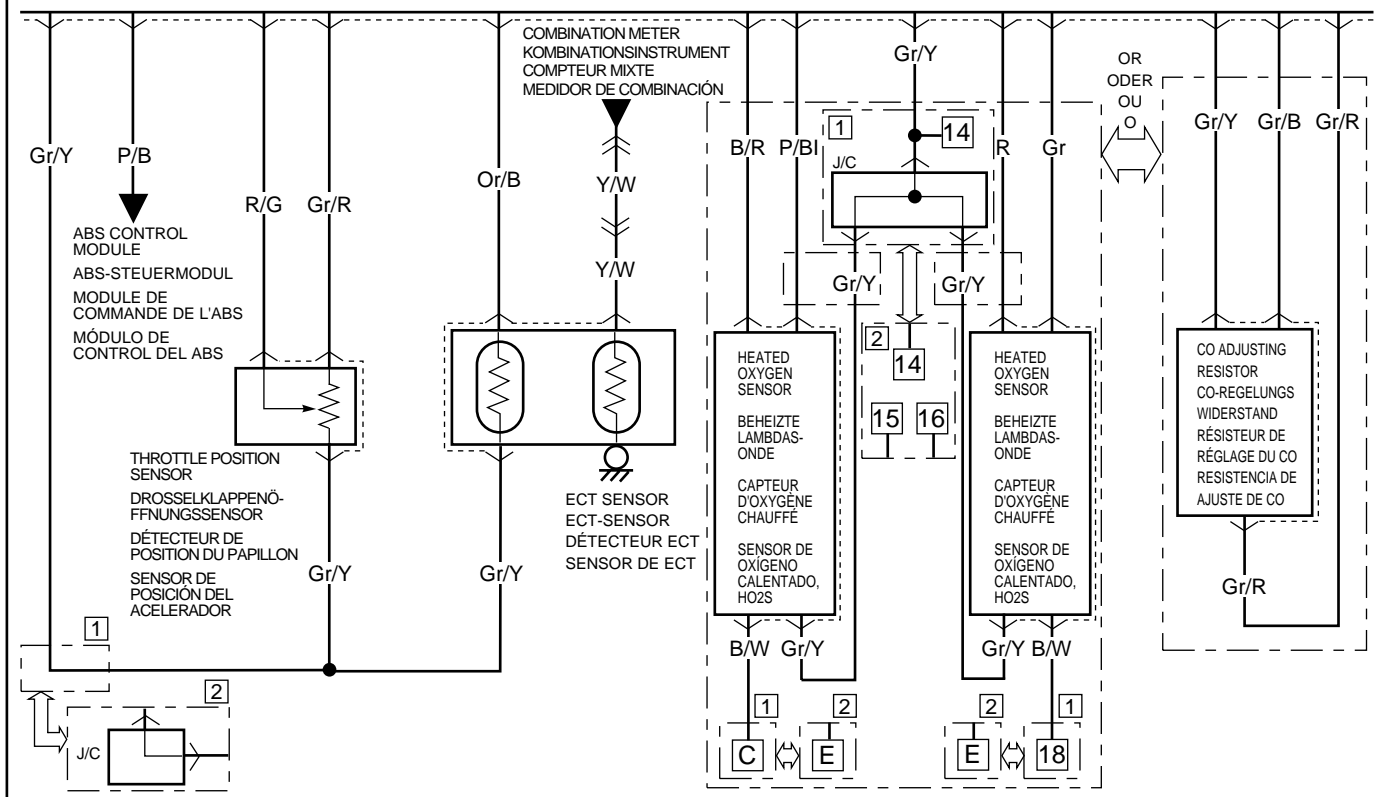 COMBINATION METER
KOMBINATIONSINSTRUMENT
COMPTEUR MIXTE
MEDIDOR DE COMBINACIÓN
Gr/Y
P/B
ABS CONTROL
MODULE
ABS-STEUERMODUL
MODULE DE
COMMANDE DE L'ABS
MÓDULO DE
CONTROL DEL ABS
R/G
Gr/R
THROTTLE POSITION
SENSOR
DROSSELKLAPPENÖ-
FFNUNGSSENSOR
DÉTECTEUR DE
POSITION DU PAPILLON
SENSOR DE
POSICIÓN DEL
ACELERADOR
Gr/Y
1
2
J/C
Or/B
Y/W
Y/W
ECT SENSOR
ECT-SENSOR
DÉTECTEUR ECT
SENSOR DE ECT
Gr/Y
B/R
P/Bl
Gr/Y
1
14
J/C
R
Gr
Gr/Y
Gr/Y
2
14
15
16
HEATED
OXYGEN
SENSOR
BEHEIZTE
LAMBDAS-
ONDE
CAPTEUR
D'OXYGÈNE
CHAUFFÉ
SENSOR DE
OXÍGENO
CALENTADO,
HO2S
HEATED
OXYGEN
SENSOR
BEHEIZTE
LAMBDAS-
ONDE
CAPTEUR
D'OXYGÈNE
CHAUFFÉ
SENSOR DE
OXÍGENO
CALENTADO,
HO2S
B/W
Gr/Y
Gr/Y
B/W
1
2
2
1
C
E
E
18
OR
ODER
OU
O
Gr/Y
Gr/B
Gr/R
CO ADJUSTING
RESISTOR
CO-REGELUNGS
WIDERSTAND
RÉSISTEUR DE
RÉGLAGE DU CO
RESISTENCIA DE
AJUSTE DE CO
Gr/R